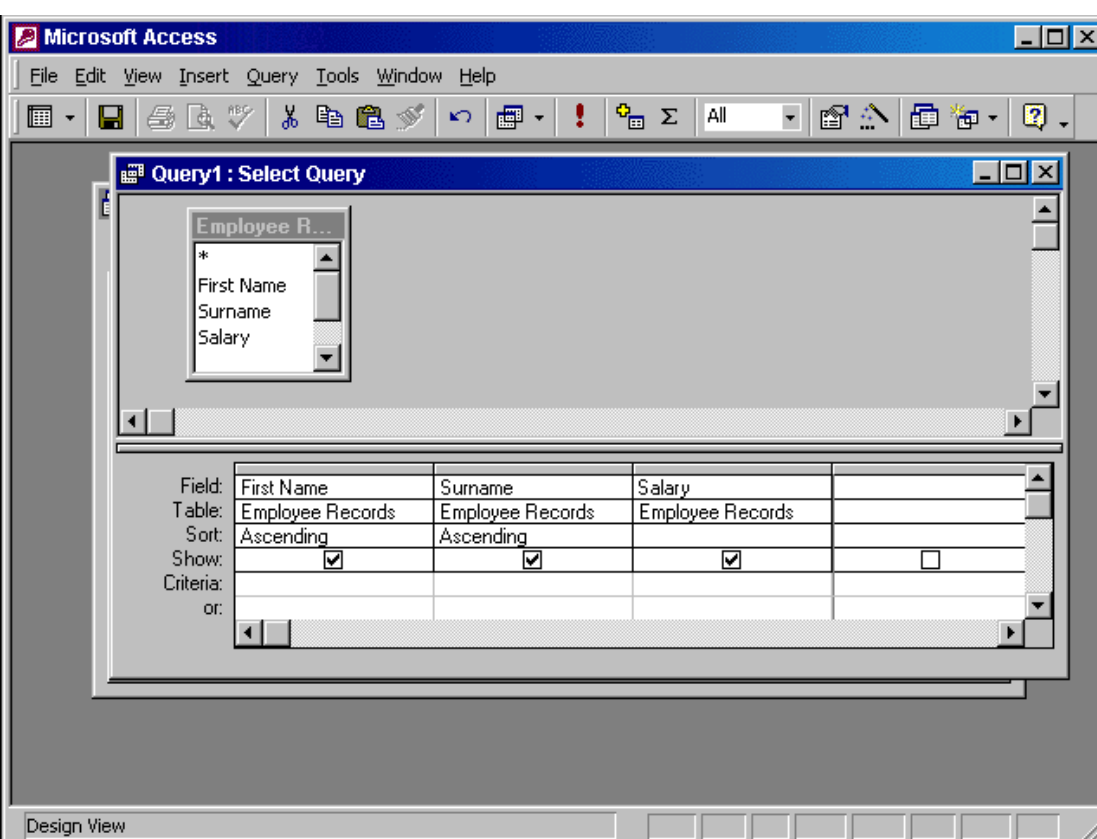 Microsoft Access
File Edit View Insert Query Tools Window Help
ABC Σ All
Query1 : Select Query
Employee R...
*
First Name
Surname
Salary
Field: First Name Surname Salary
Table: Employee Records Employee Records Employee Records
Sort: Ascending Ascending
Show:
Criteria:
or:
Design View